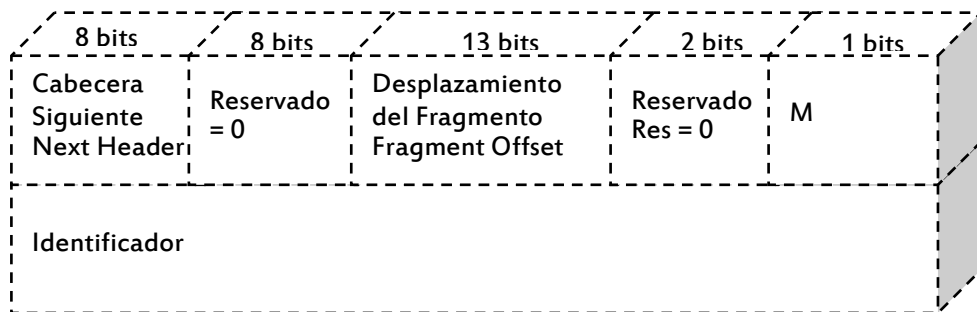 8 bits
8 bits
13 bits
2 bits
1 bits
Cabecera
Siguiente
Next Header
Reservado
= 0
Desplazamiento
del Fragmento
Fragment Offset
Reservado
Res = 0
M
Identificador